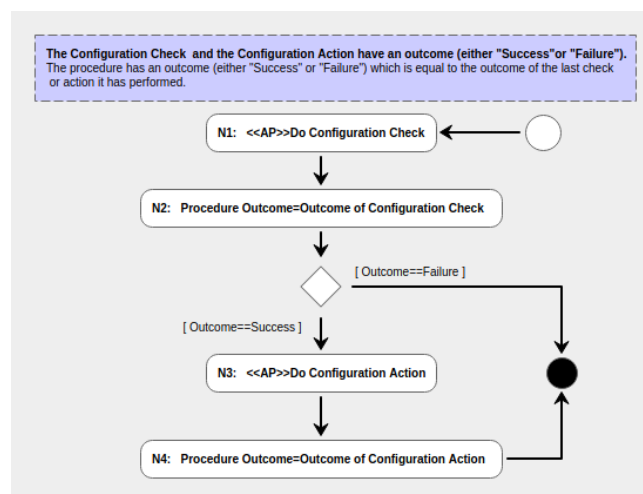 The Configuration Check  and the Configuration Action have an outcome (either "Success"or "Failure").
The procedure has an outcome (either "Success" or "Failure") which is equal to the outcome of the last check
or action it has performed.
N1:   <<AP>>Do Configuration Check
N2:   Procedure Outcome=Outcome of Configuration Check
[ Outcome==Failure ]
[ Outcome==Success ]
N3:   <<AP>>Do Configuration Action
N4:   Procedure Outcome=Outcome of Configuration Action